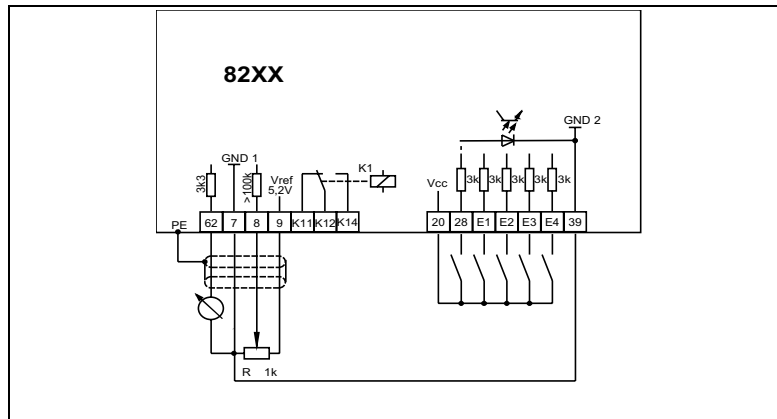 82XX
GND 2
GND 1
K1
3k3
>100k
Vref
5,2V
Vcc
3k 3k 3k 3k 3k
PE
62 7 8 9 K11 K12 K14
20 28 E1 E2 E3 E4 39
R 1k